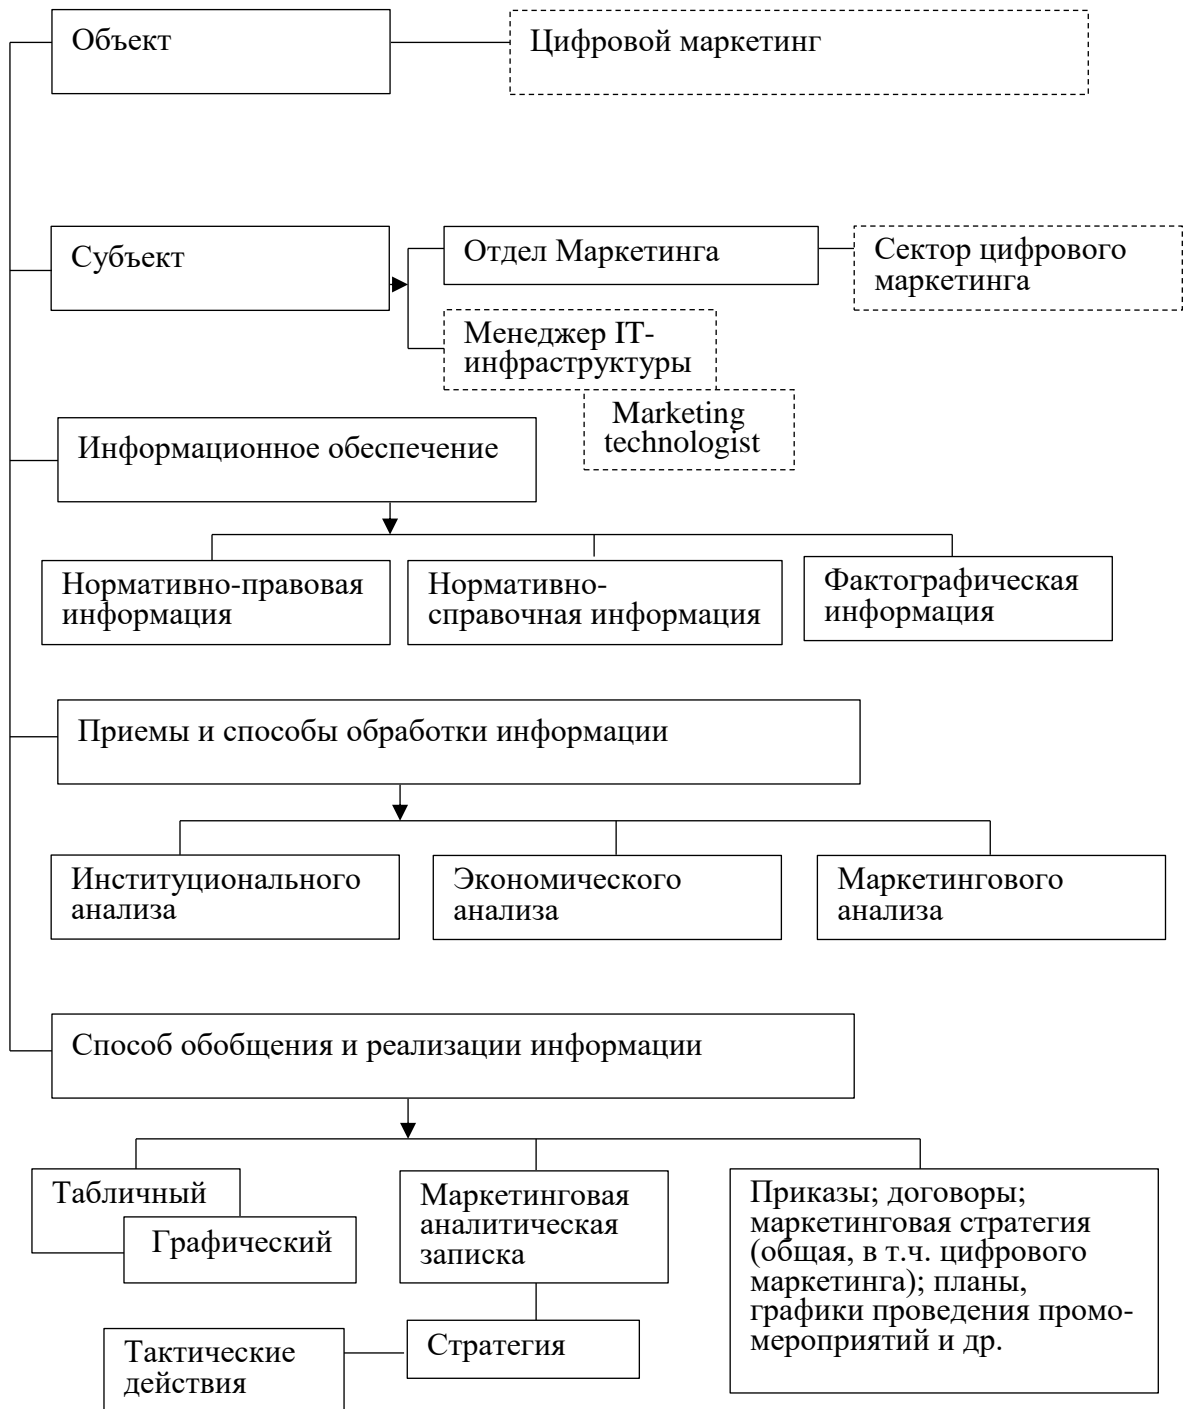 Объект
Цифровой маркетинг
Субъект
Отдел Маркетинга
Сектор цифрового
маркетинга
Менеджер IT-
инфраструктуры
Marketing
technologist
Информационное обеспечение
Нормативно-правовая
информация
Нормативно-
справочная информация
Фактографическая
информация
Приемы и способы обработки информации
Институционального
анализа
Экономического
анализа
Маркетингового
анализа
Способ обобщения и реализации информации
Табличный
Графический
Маркетинговая
аналитическая
записка
Приказы; договоры;
маркетинговая стратегия
(общая, в т.ч. цифрового
маркетинга); планы,
графики проведения промо-
мероприятий и др.
Стратегия
Тактические
действия